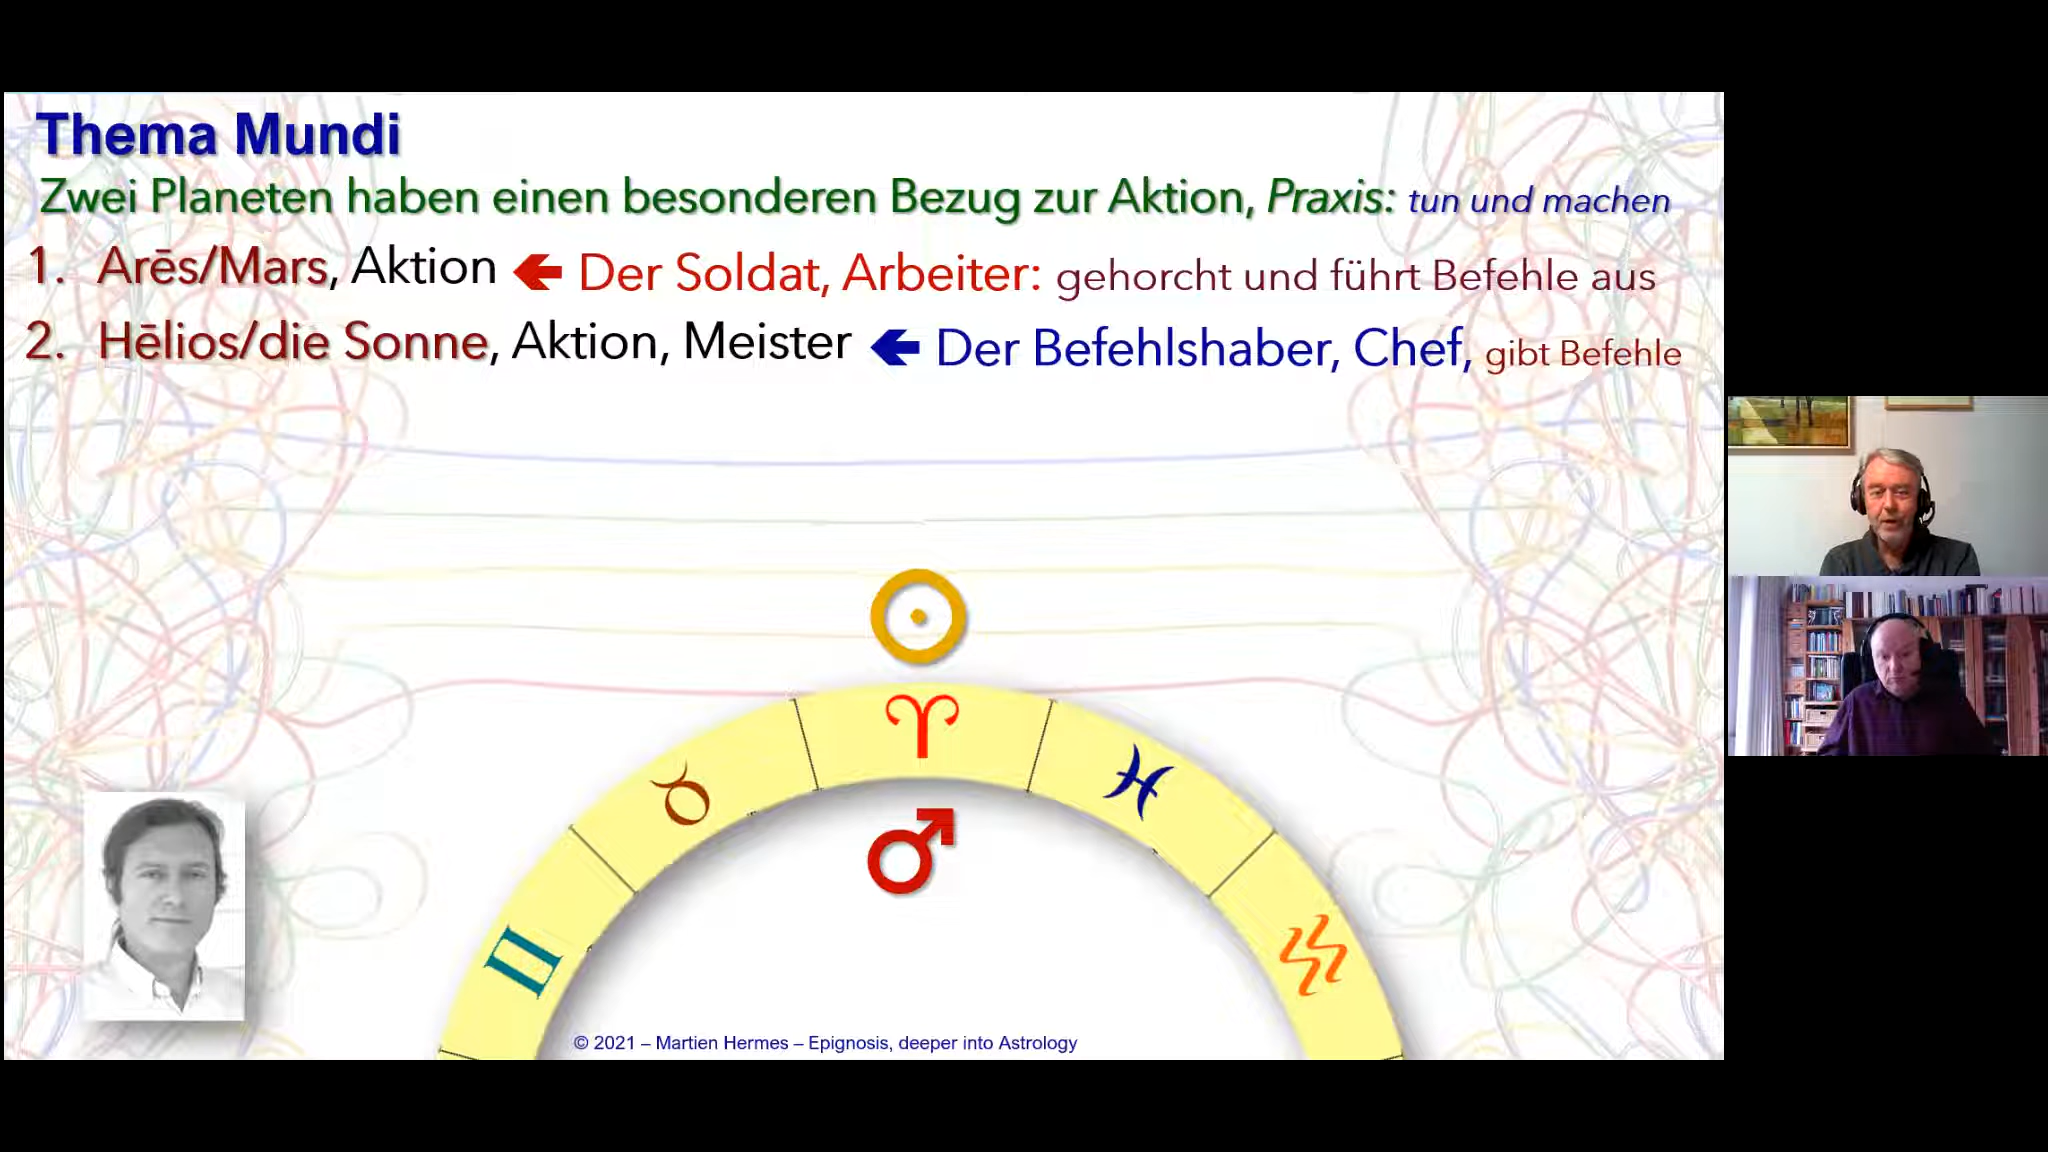 Thema Mundi
Zwei Planeten haben einen besonderen Bezug zur Aktion, Praxis: tun und machen
1. Arēs/Mars, Aktion 🡸 Der Soldat, Arbeiter: gehorcht und führt Befehle aus
2. Hēlios/die Sonne, Aktion, Meister 🡸 Der Befehlshaber, Chef, gibt Befehle
© 2021 – Martien Hermes – Epignosis, deeper into Astrology